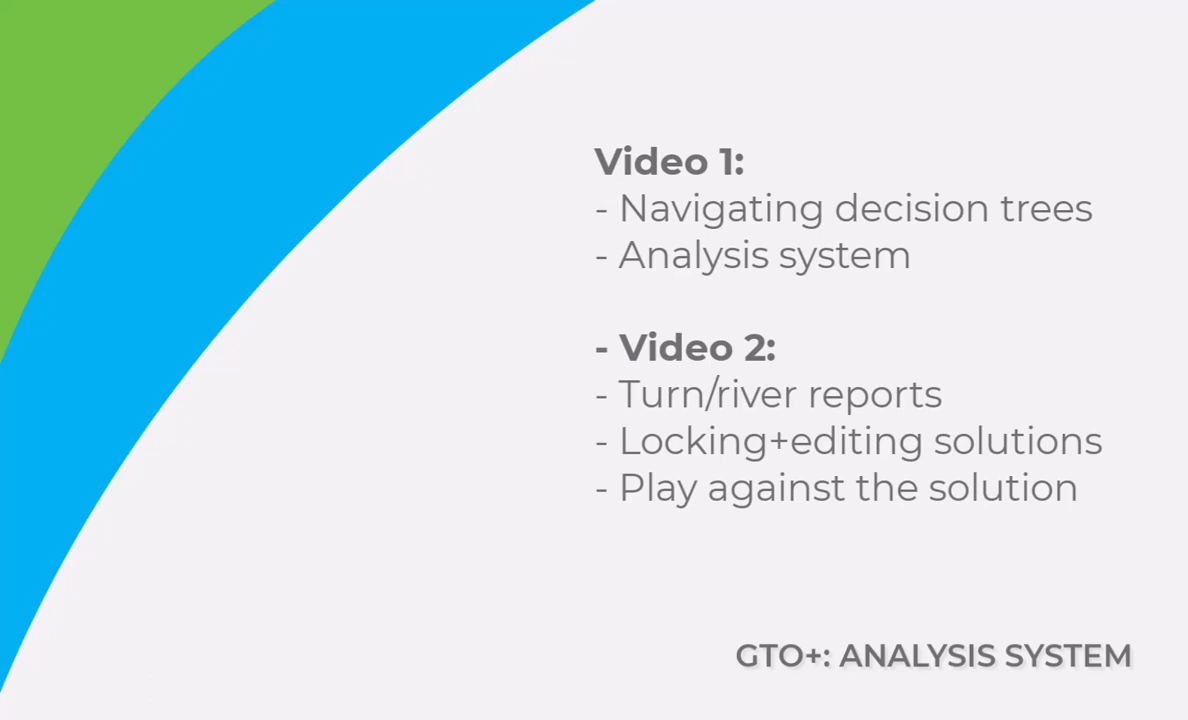 Video 1:
- Navigating decision trees
- Analysis system
- Video 2:
- Turn/river reports
- Locking+editing solutions
- Play against the solution
GTO+: ANALYSIS SYSTEM